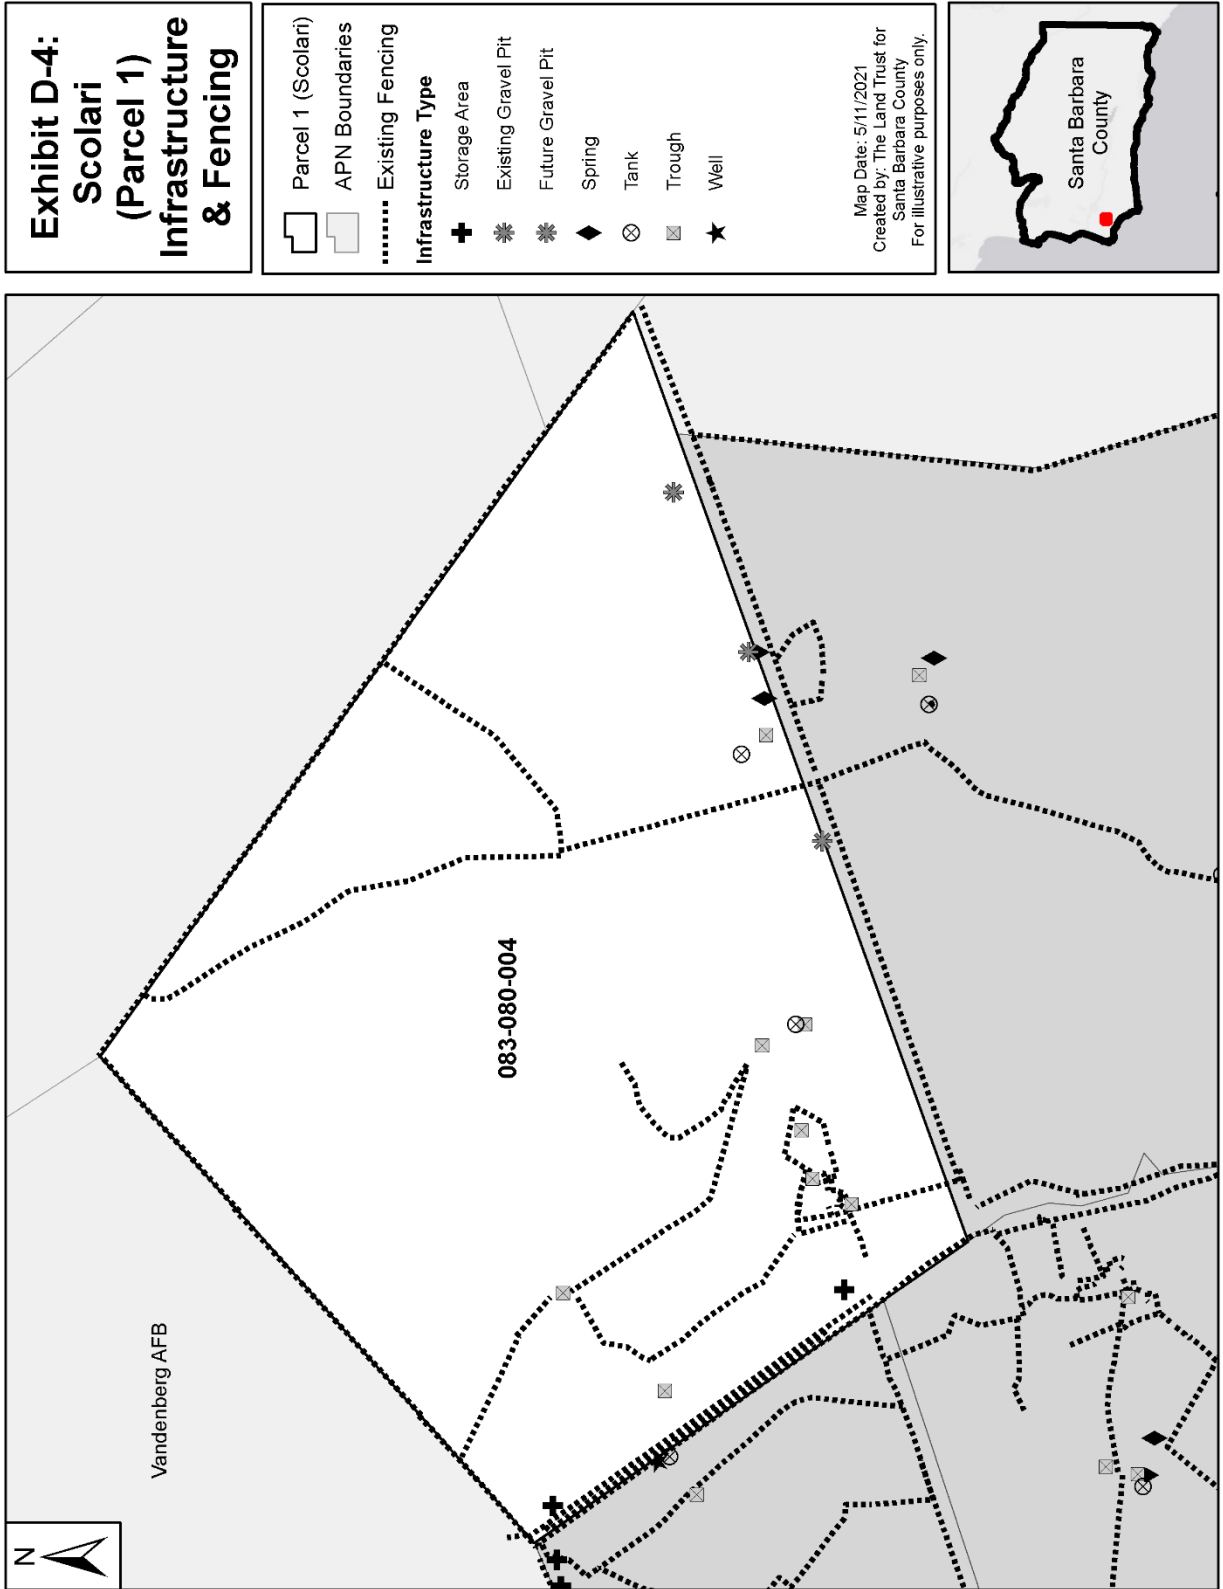 Exhibit D-4:
Scolari
(Parcel 1)
Infrastructure
& Fencing
Parcel 1 (Scolari)
APN Boundaries
Existing Fencing
Infrastructure Type
Storage Area
Existing Gravel Pit
Future Gravel Pit
Spring
Tank
Trough
Well
Map Date: 5/11/2021
Created by: The Land Trust for
Santa Barbara County
For illustrative purposes only.
Santa Barbara
County
N
Vandenberg AFB
083-080-004